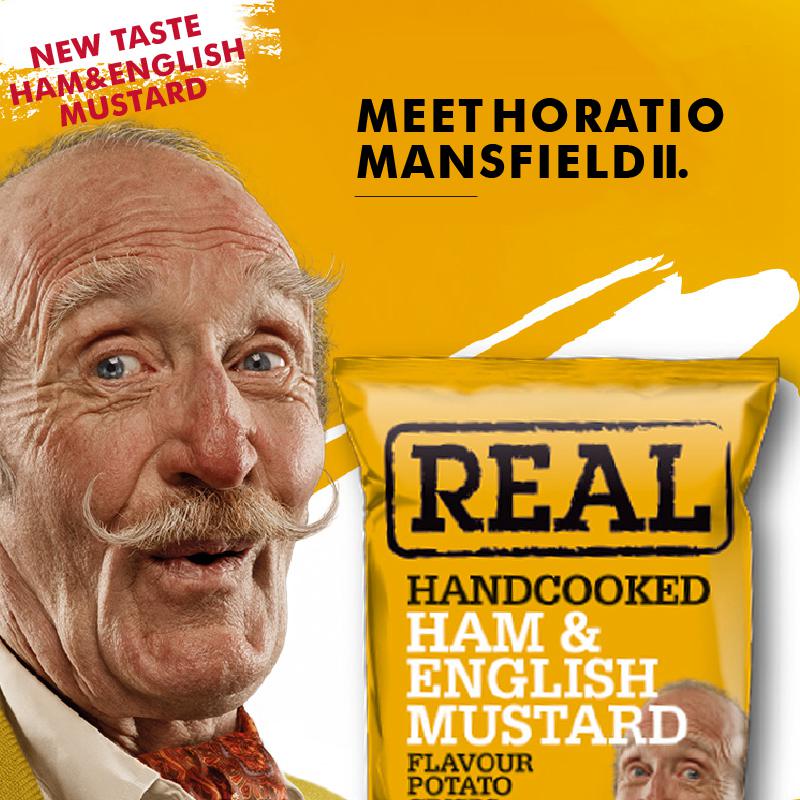 NEW TASTE
HAM&ENGLISH
MUSTARD
MEET HORATIO
MANSFIELD II.
REAL
HANDCOOKED
HAM &
ENGLISH
MUSTARD
FLAVOUR
POTATO